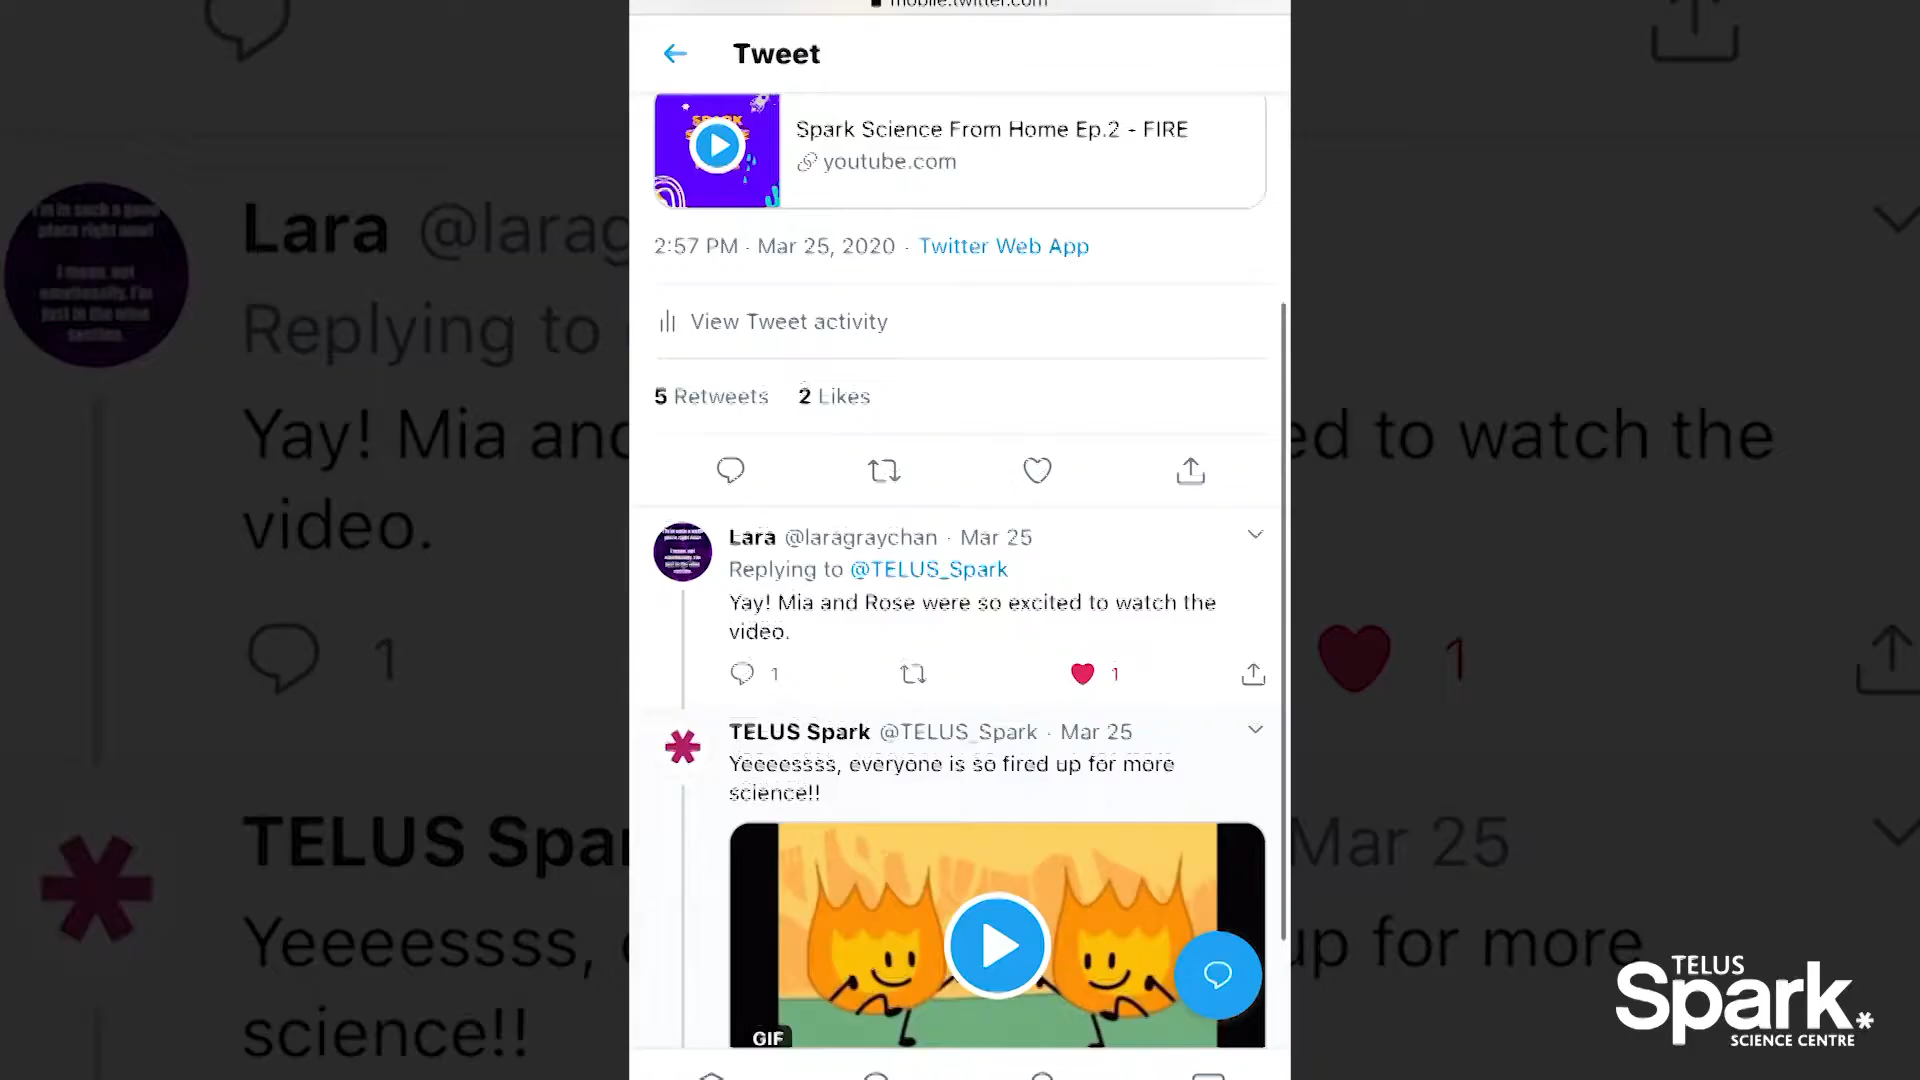 mobile.twitter.com
Tweet
Spark Science From Home Ep.2 - FIRE
youtube.com
2:57 PM · Mar 25, 2020 · Twitter Web App
View Tweet activity
5 Retweets 2 Likes
Lara @laragraychan · Mar 25
Replying to @TELUS_Spark
Yay! Mia and Rose were so excited to watch the
video.
1 1
TELUS Spark @TELUS_Spark · Mar 25
Yeeeessss, everyone is so fired up for more
science!!
GIF
Lara @larag
Replying to
Yay! Mia and
ed to watch the
video.
1 1
TELUS Spa
Mar 25
Yeeeessss,
up for more
science!!
TELUS
Spark.
SCIENCE CENTRE